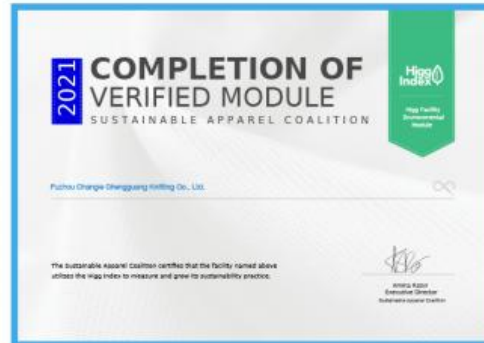 2021
COMPLETION OF
VERIFIED MODULE
SUSTAINABLE APPAREL COALITION
Higg
Index
Higg Facility
Environmental
Module
Fuzhou Changle Shengguang Knitting Co., Ltd.
The Sustainable Apparel Coalition certifies that the facility named above
utilizes the Higg Index to measure and grow its sustainability practice.
Amina Razvi
Executive Director
Sustainable Apparel Coalition